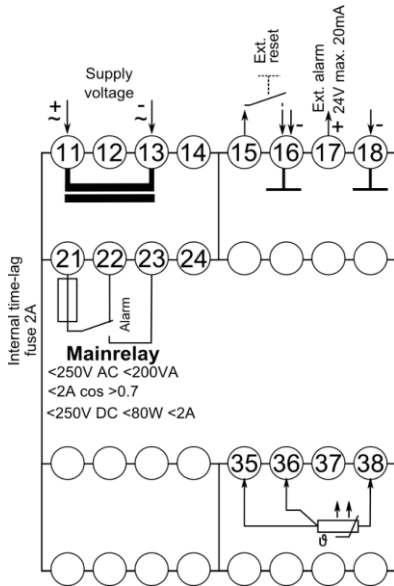 Supply
voltage
Ext.
reset
Ext. alarm
24V max. 20mA
+
~
-
~
-
+
-
11 12 13 14 15 16 17 18
21 22 23 24
Internal time-lag
fuse 2A
Alarm
Mainrelay
<250V AC <200VA
<2A cos >0.7
<250V DC <80W <2A
35 36 37 38
ϑ